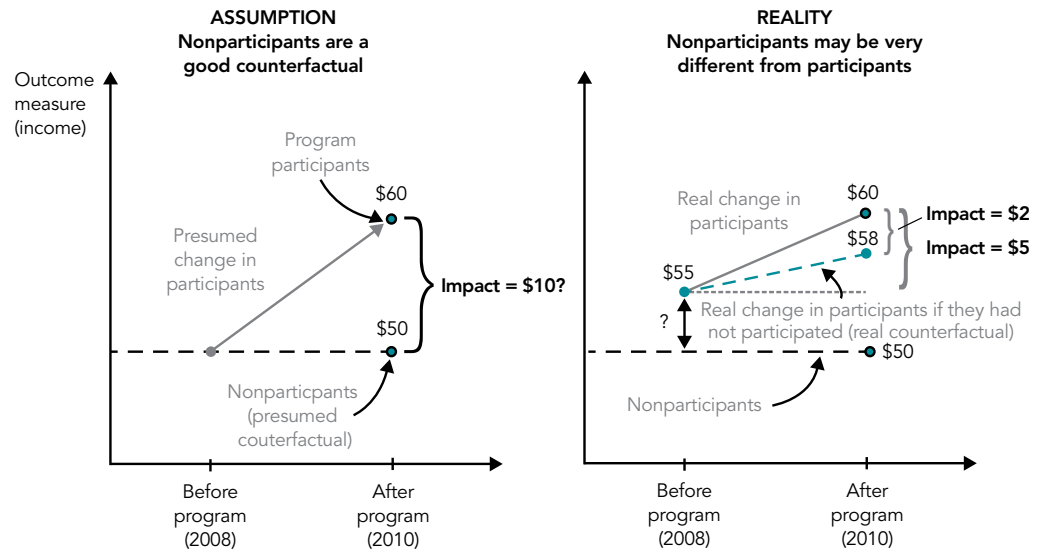 ASSUMPTION
Nonparticipants are a
good counterfactual
Outcome
measure
(income)
Program
participants
$60
Presumed
change in
participants
Impact = $10?
$50
Nonparticpants
(presumed
couterfactual)
Before
program
(2008)
After
program
(2010)
REALITY
Nonparticipants may be very
different from participants
Real change in
participants
$60
Impact = $2
$58
Impact = $5
$55
Real change in participants if they had
not participated (real counterfactual)
?
$50
Nonparticipants
Before
program
(2008)
After
program
(2010)